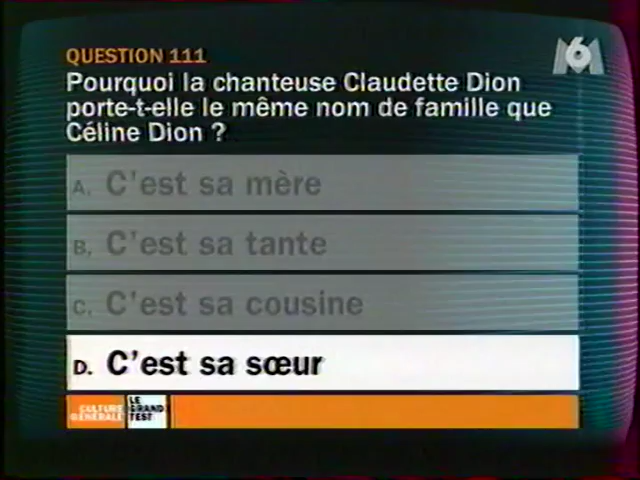 QUESTION 111
M6
Pourquoi la chanteuse Claudette Dion
porte-t-elle le même nom de famille que
Céline Dion ?
A. C'est sa mère
B. C'est sa tante
C. C'est sa cousine
D. C'est sa sœur
CULTURE
GÉNÉRALE
LE
GRAND
TEST